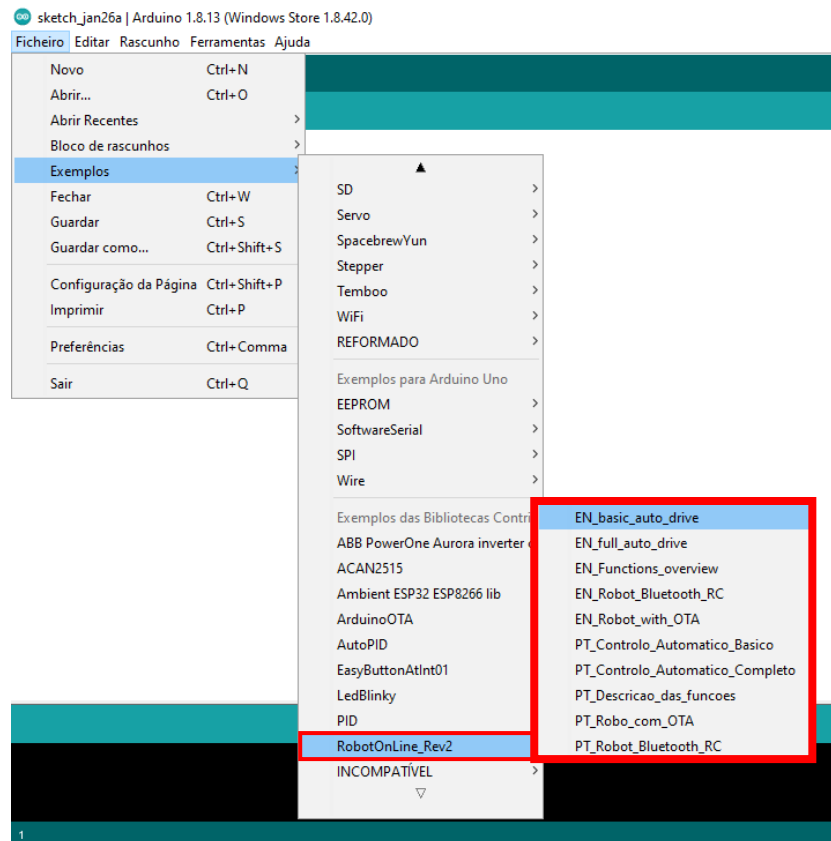 sketch_jan26a | Arduino 1.8.13 (Windows Store 1.8.42.0)
Ficheiro Editar Rascunho Ferramentas Ajuda
Novo Ctrl+N
Abrir... Ctrl+O
Abrir Recentes
Bloco de rascunhos
Exemplos
Fechar Ctrl+W
Guardar Ctrl+S
Guardar como... Ctrl+Shift+S
Configuração da Página Ctrl+Shift+P
Imprimir Ctrl+P
Preferências Ctrl+Comma
Sair Ctrl+Q
SD
Servo
SpacebrewYun
Stepper
Temboo
WiFi
REFORMADO
Exemplos para Arduino Uno
EEPROM
SoftwareSerial
SPI
Wire
Exemplos das Bibliotecas Contri
ABB PowerOne Aurora inverter
ACAN2515
Ambient ESP32 ESP8266 lib
ArduinoOTA
AutoPID
EasyButtonAtInt01
LedBlinky
PID
RobotOnLine_Rev2
INCOMPATÍVEL
EN_basic_auto_drive
EN_full_auto_drive
EN_Functions_overview
EN_Robot_Bluetooth_RC
EN_Robot_with_OTA
PT_Controlo_Automatico_Basico
PT_Controlo_Automatico_Completo
PT_Descricao_das_funcoes
PT_Robo_com_OTA
PT_Robot_Bluetooth_RC
1